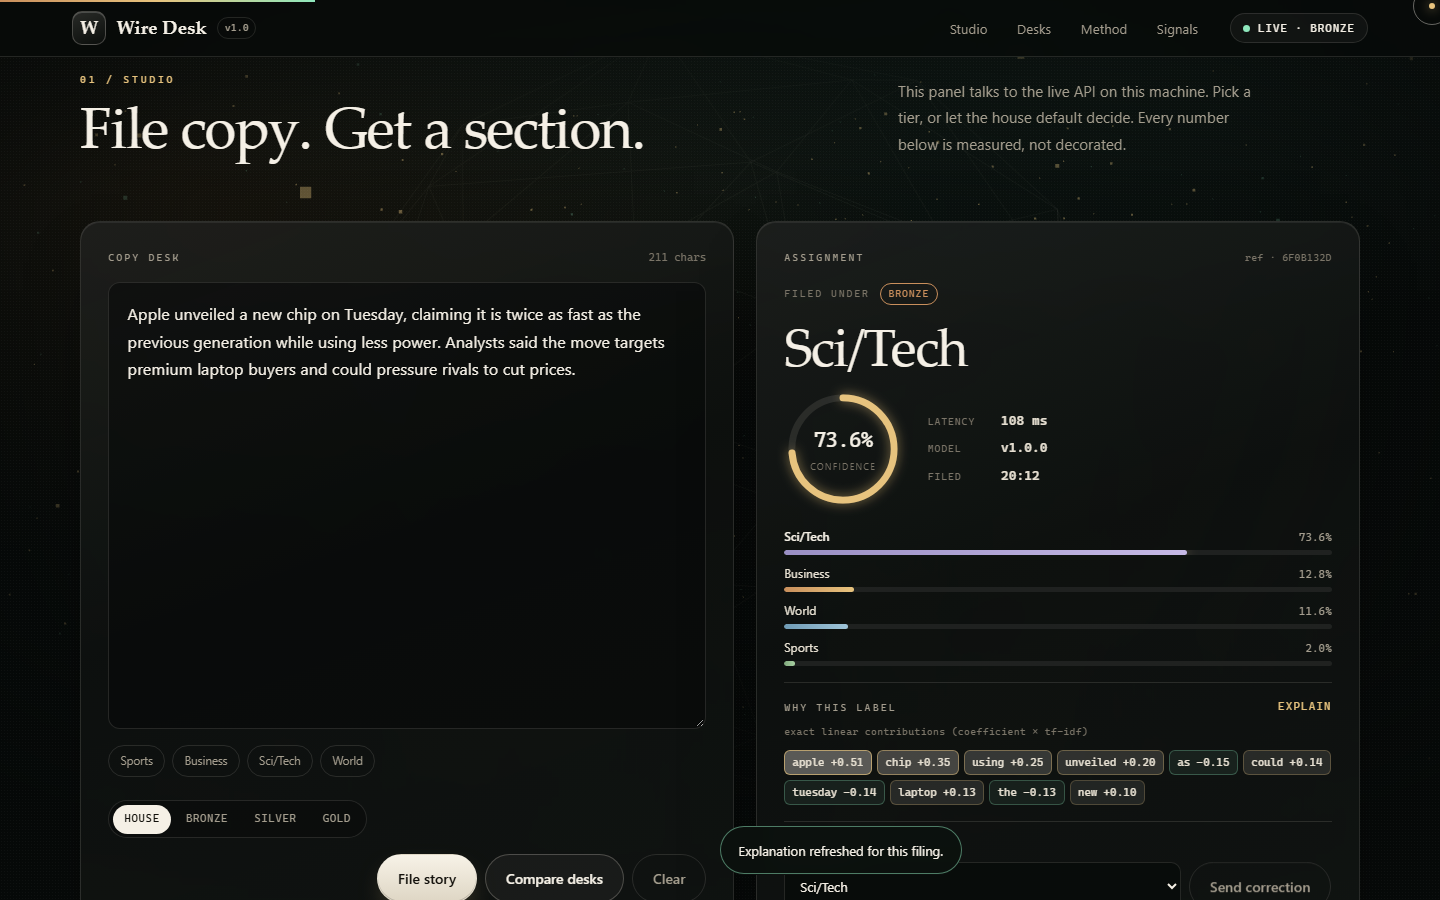 W Wire Desk v1.0
Studio Desks Method Signals LIVE · BRONZE
01 / STUDIO
File copy. Get a section.
This panel talks to the live API on this machine. Pick a
tier, or let the house default decide. Every number
below is measured, not decorated.
COPY DESK 211 chars
Apple unveiled a new chip on Tuesday, claiming it is twice as fast as the
previous generation while using less power. Analysts said the move targets
premium laptop buyers and could pressure rivals to cut prices.
Sports Business Sci/Tech World
HOUSE BRONZE SILVER GOLD
File story Compare desks Clear
ASSIGNMENT ref · 6F0B132D
FILED UNDER BRONZE
Sci/Tech
73.6%
CONFIDENCE
LATENCY 108 ms
MODEL v1.0.0
FILED 20:12
Sci/Tech 73.6%
Business 12.8%
World 11.6%
Sports 2.0%
WHY THIS LABEL EXPLAIN
exact linear contributions (coefficient × tf-idf)
apple +0.51 chip +0.35 using +0.25 unveiled +0.20 as −0.15 could +0.14
tuesday −0.14 laptop +0.13 the −0.13 new +0.10
Explanation refreshed for this filing.
Sci/Tech Send correction